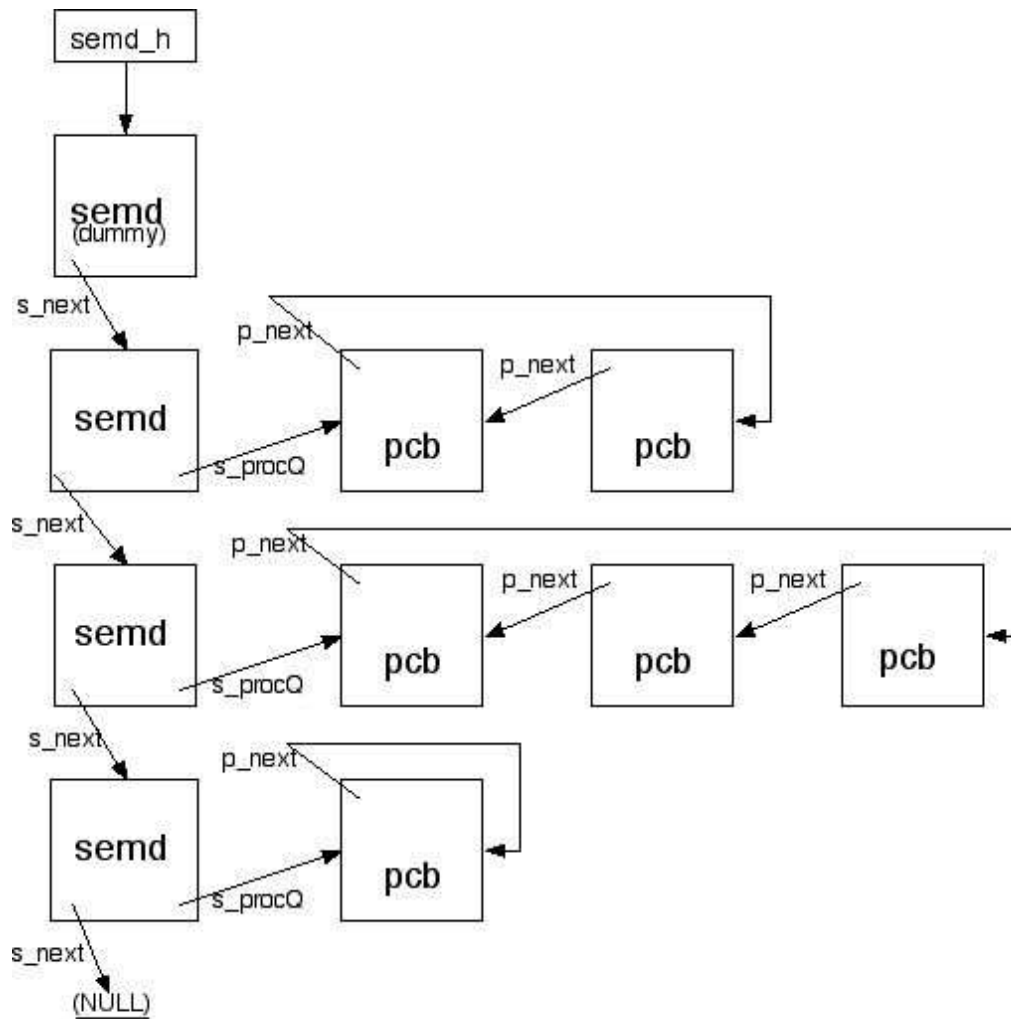 semd_h
semd
(dummy)
s_next
p_next
p_next
semd
s_procQ
pcb
pcb
s_next
p_next
p_next
p_next
semd
s_procQ
pcb
pcb
pcb
s_next
p_next
semd
s_procQ
pcb
s_next
(NULL)